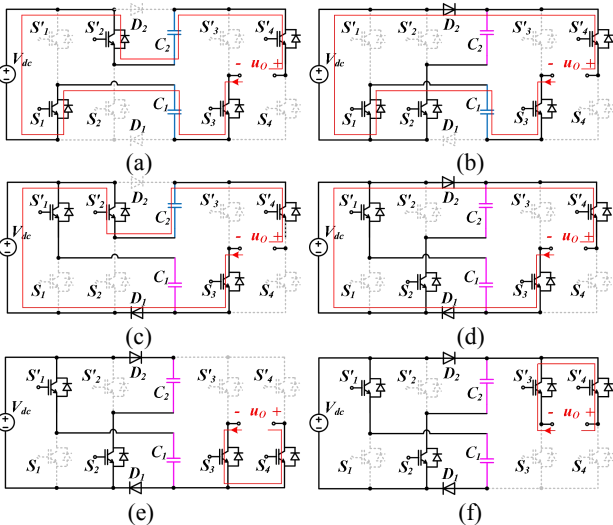 S'1 S'2 D2 C2 S'3 S'4
Vdc - uO +
S1 S2 D1 C1 S3 S4
(a)
S'1 S'2 D2 C2 S'3 S'4
Vdc - uO +
S1 S2 D1 C1 S3 S4
(b)
S'1 S'2 D2 C2 S'3 S'4
Vdc - uO +
S1 S2 D1 C1 S3 S4
(c)
S'1 S'2 D2 C2 S'3 S'4
Vdc - uO +
S1 S2 D1 C1 S3 S4
(d)
S'1 S'2 D2 C2 S'3 S'4
Vdc - uO +
S1 S2 D1 C1 S3 S4
(e)
S'1 S'2 D2 C2 S'3 S'4
Vdc - uO +
S1 S2 D1 C1 S3 S4
(f)